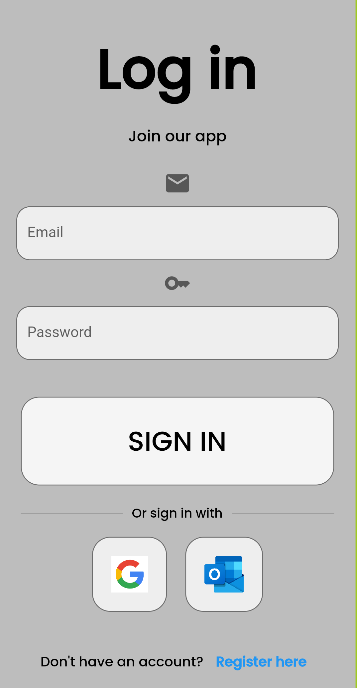 Log in
Join our app
Email
Password
SIGN IN
Or sign in with
Don't have an account? Register here